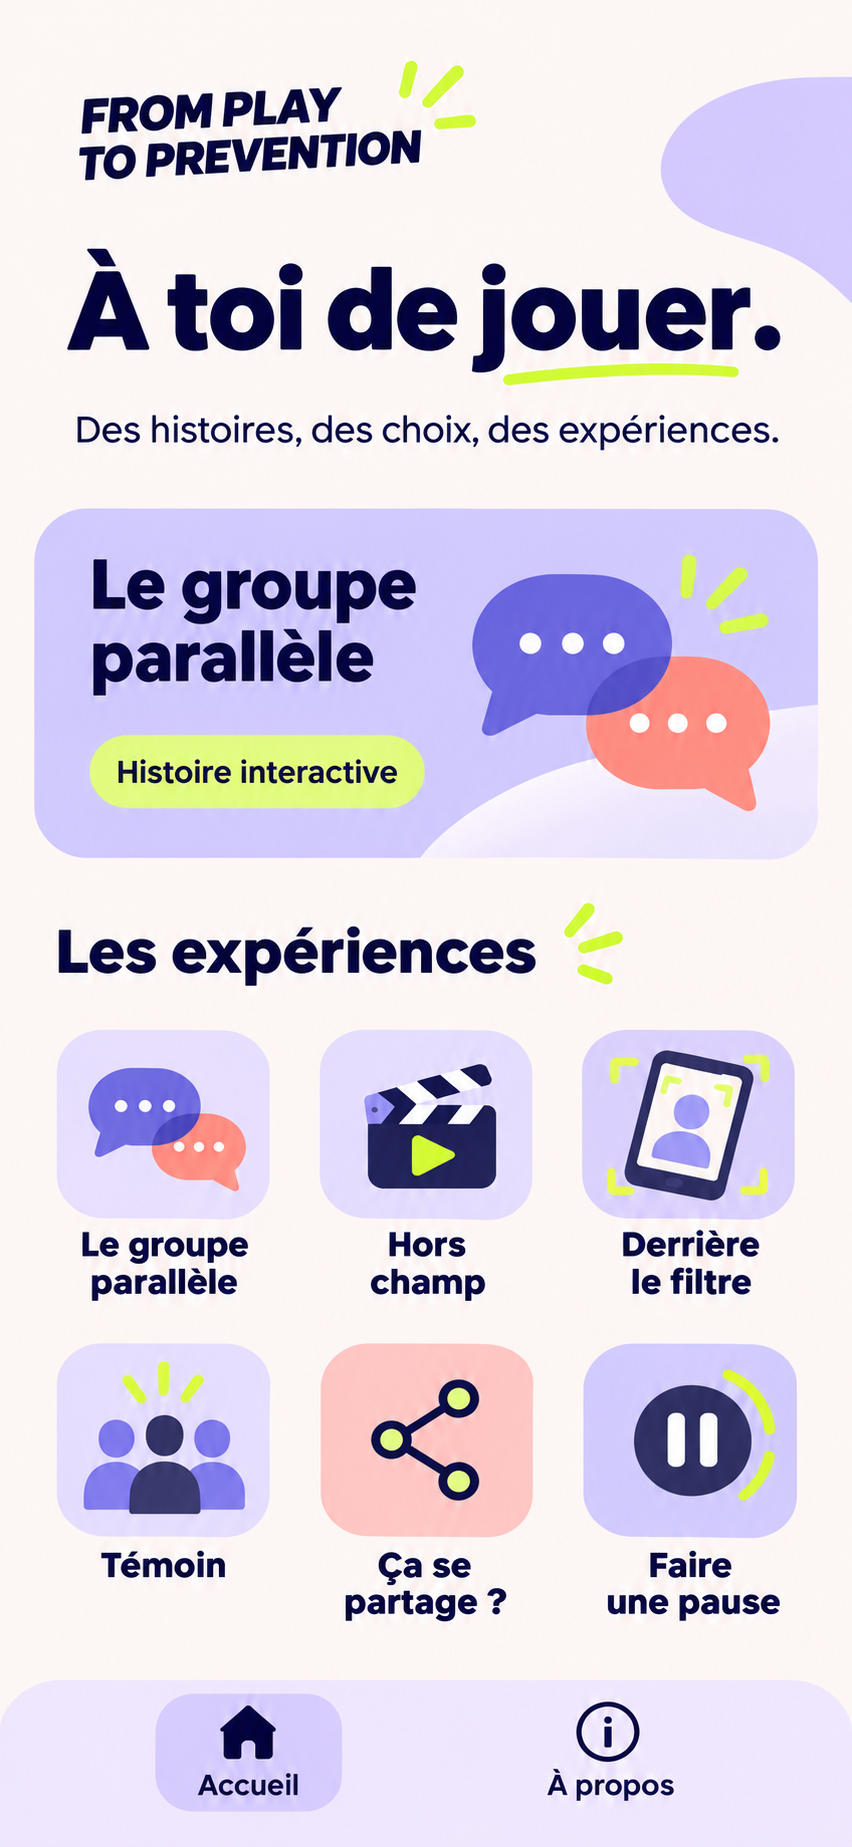 FROM PLAY
TO PREVENTION
À toi de jouer.
Des histoires, des choix, des expériences.
Le groupe
parallèle
Histoire interactive
Les expériences
Le groupe
parallèle
Hors
champ
Derrière
le filtre
Témoin
Ça se
partage ?
Faire
une pause
Accueil
À propos